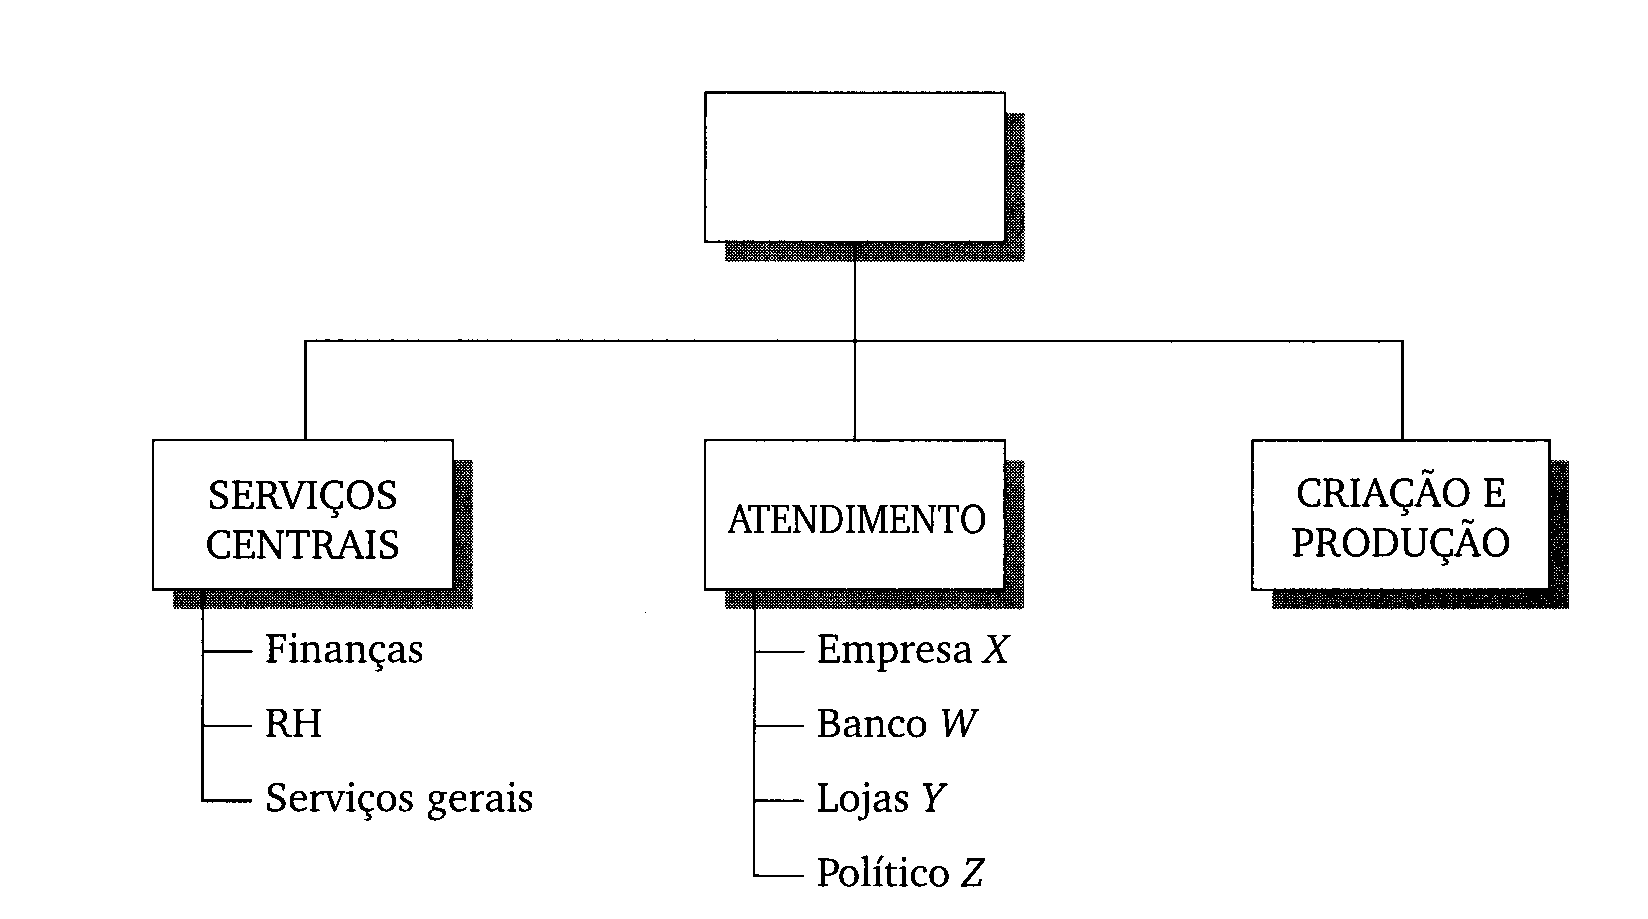 SERVIÇOS
CENTRAIS
Finanças
RH
Serviços gerais
ATENDIMENTO
Empresa X
Banco W
Lojas Y
Político Z
CRIAÇÃO E
PRODUÇÃO